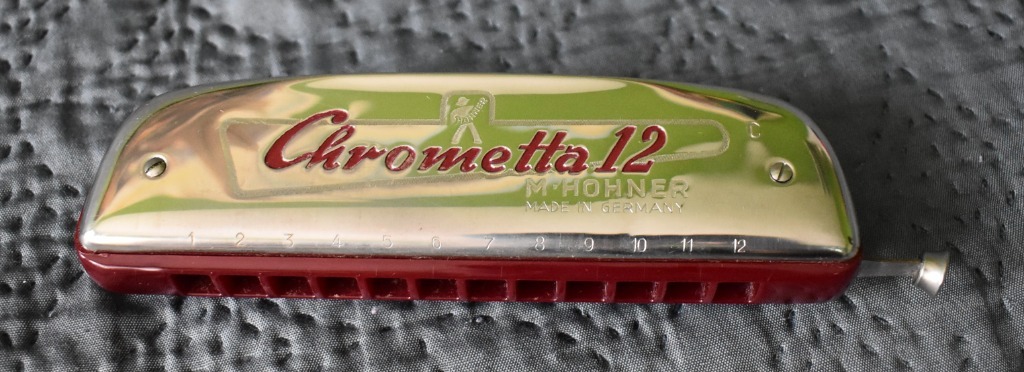 C
Chrometta 12
M·HOHNER
MADE IN GERMANY
1 2 3 4 5 6 7 8 9 10 11 12